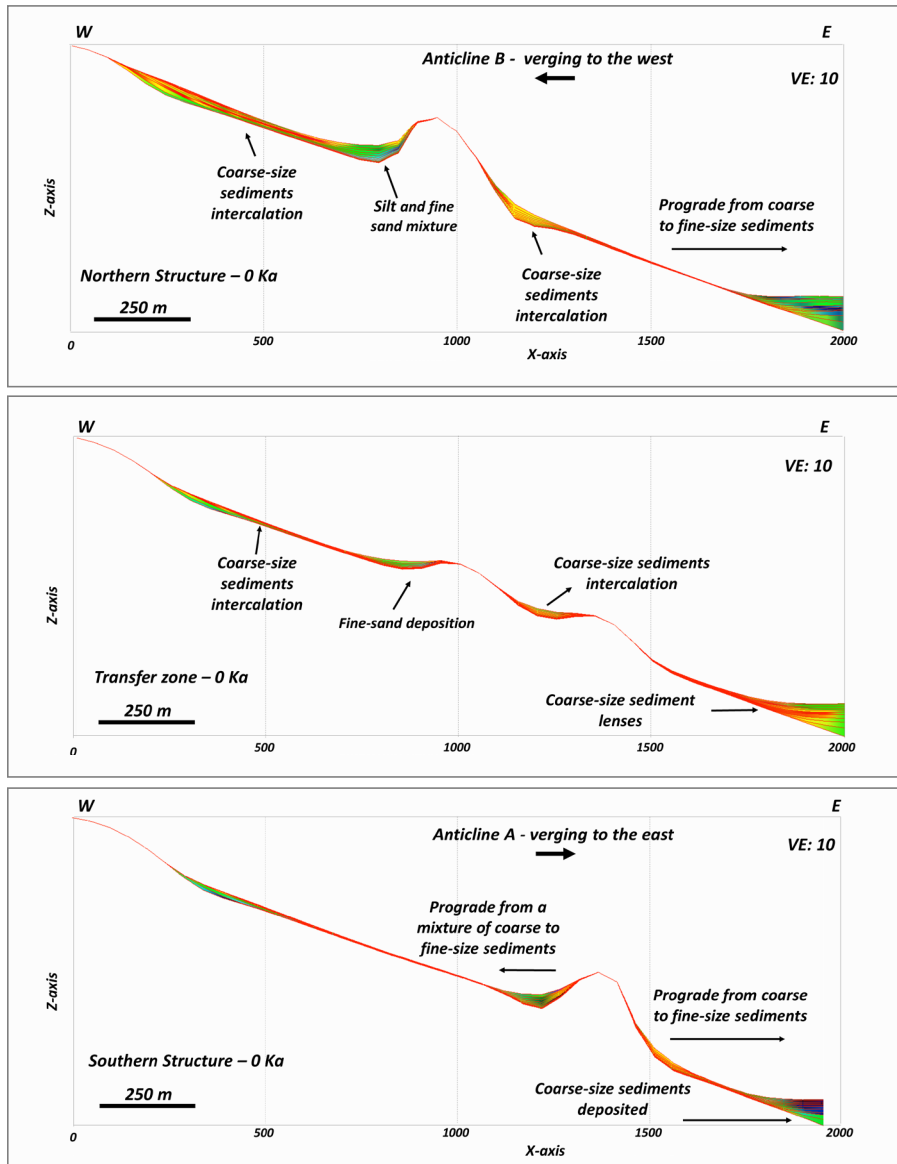 W
E
Anticline B - verging to the west
VE: 10
Coarse-size
sediments
intercalation
Silt and fine
sand mixture
Prograde from coarse
to fine-size sediments
Coarse-size
sediments
intercalation
Z-axis
Northern Structure – 0 Ka
250 m
0
500
1000
1500
2000
X-axis
W
E
VE: 10
Coarse-size
sediments
intercalation
Fine-sand deposition
Coarse-size sediments
intercalation
Z-axis
Transfer zone – 0 Ka
250 m
Coarse-size sediment
lenses
0
500
1000
1500
2000
W
E
Anticline A - verging to the east
VE: 10
Prograde from a
mixture of coarse to
fine-size sediments
Prograde from coarse
to fine-size sediments
Z-axis
Southern Structure – 0 Ka
250 m
Coarse-size sediments
deposited
0
500
1000
1500
2000
X-axis